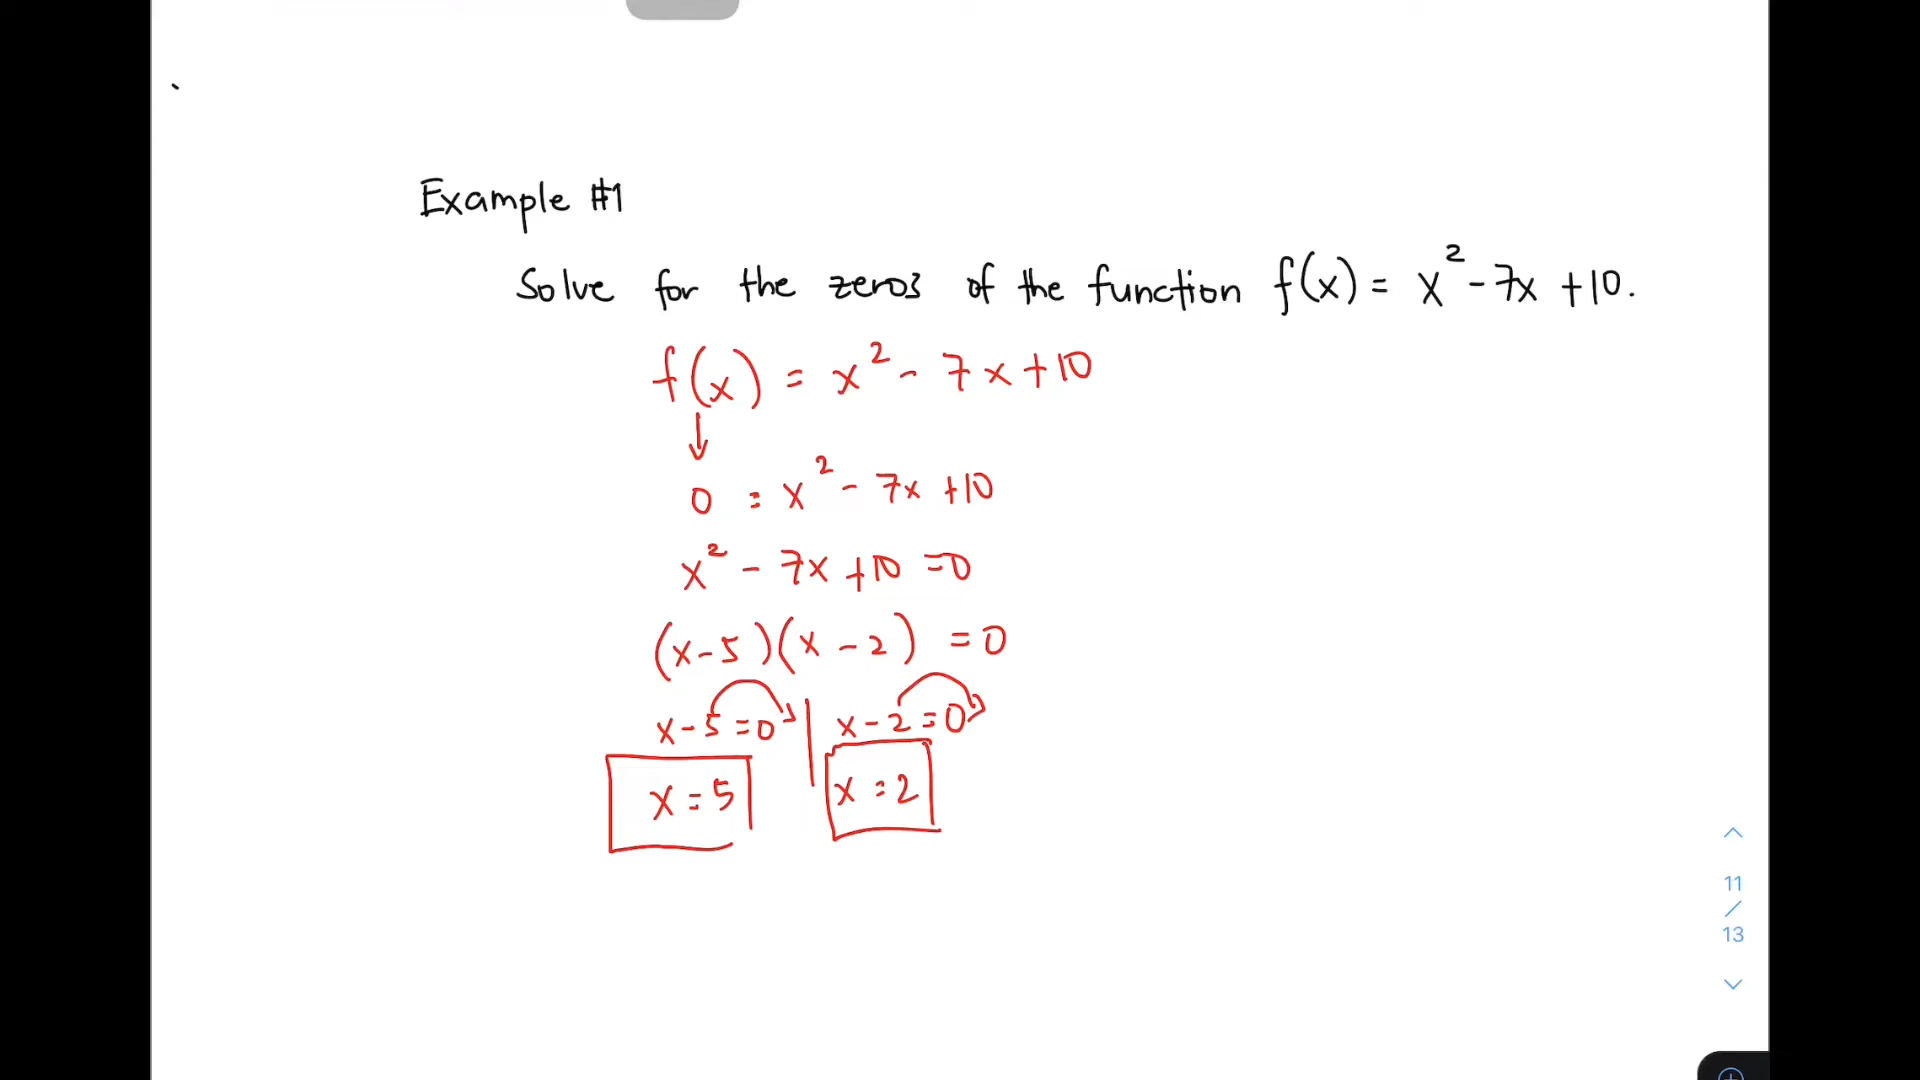 Example #1
Solve for the zeros of the function f(x) = x² - 7x + 10.
f(x) = x² - 7x + 10
↓
0 = x² - 7x + 10
x² - 7x + 10 = 0
(x - 5)(x - 2) = 0
x - 5 = 0 | x - 2 = 0
x = 5 x = 2
11
/
13